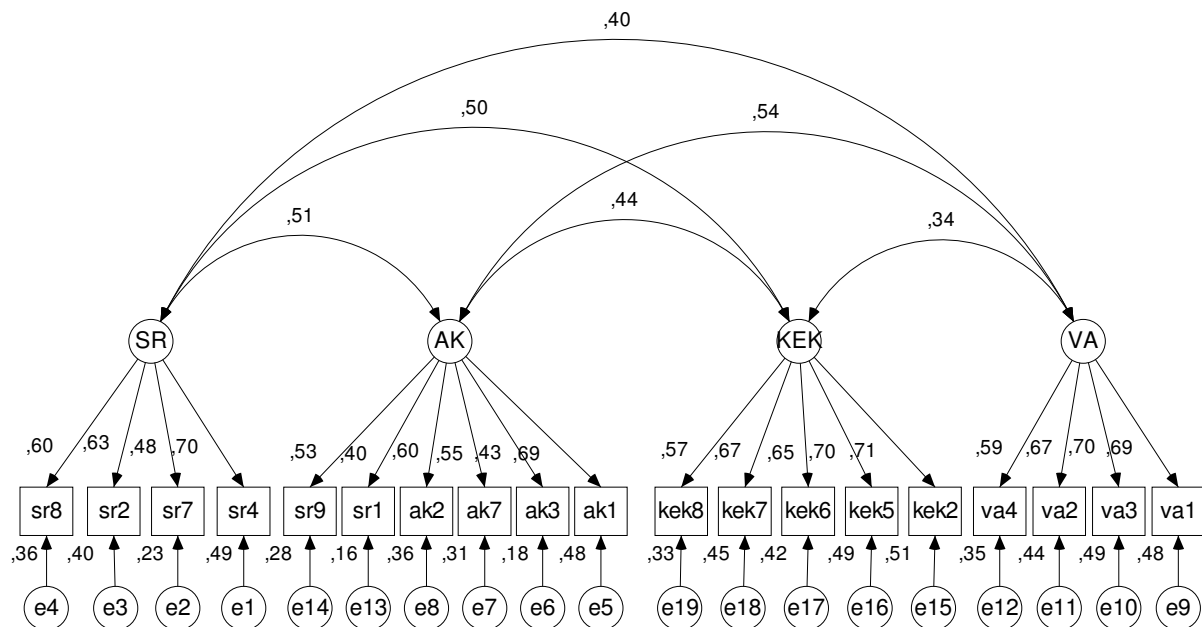 ,40
,50 ,54
,51 ,44 ,34
SR AK KEK VA
,60 ,63 ,48 ,70 ,53 ,40 ,60 ,55 ,43 ,69 ,57 ,67 ,65 ,70 ,71 ,59 ,67 ,70 ,69
sr8 sr2 sr7 sr4 sr9 sr1 ak2 ak7 ak3 ak1 kek8 kek7 kek6 kek5 kek2 va4 va2 va3 va1
,36 ,40 ,23 ,49 ,28 ,16 ,36 ,31 ,18 ,48 ,33 ,45 ,42 ,49 ,51 ,35 ,44 ,49 ,48
e4 e3 e2 e1 e14 e13 e8 e7 e6 e5 e19 e18 e17 e16 e15 e12 e11 e10 e9